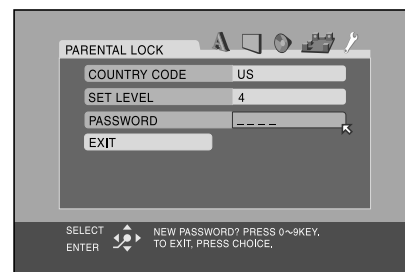 PARENTAL LOCK
COUNTRY CODE US
SET LEVEL 4
PASSWORD _ _ _ _
EXIT
SELECT
ENTER
NEW PASSWORD? PRESS 0~9KEY.
TO EXIT, PRESS CHOICE.